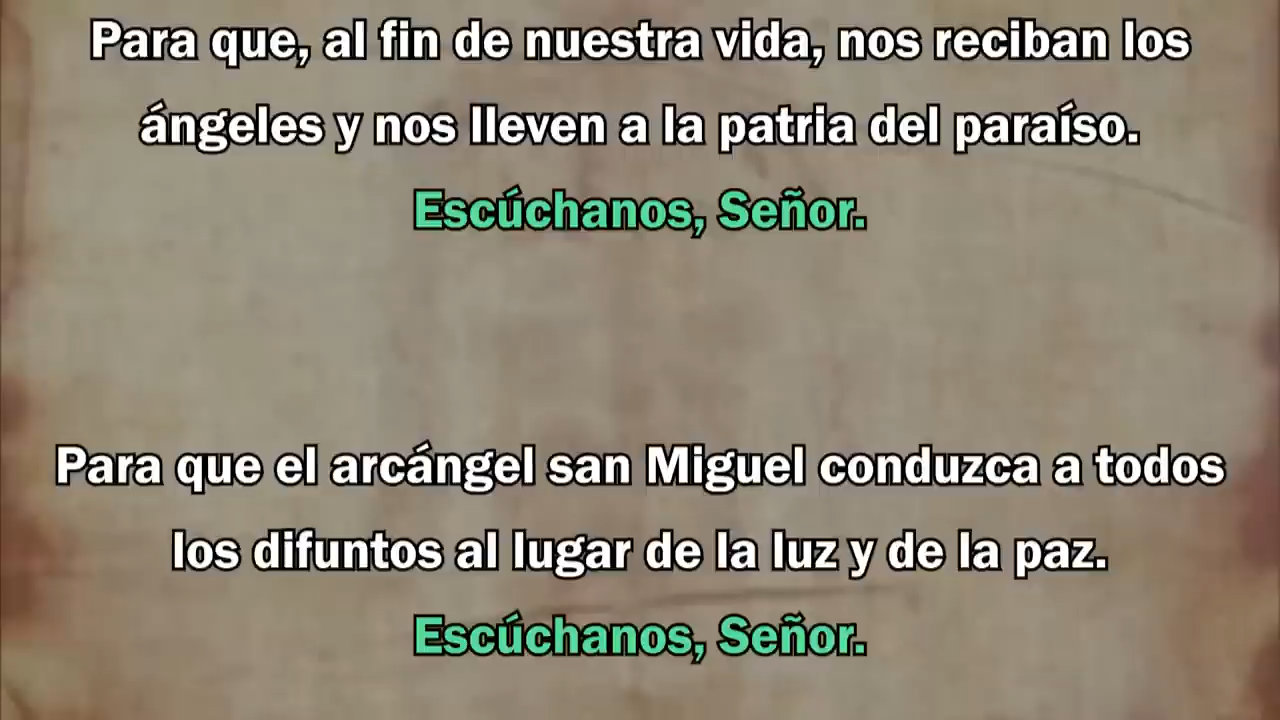 Para que, al fin de nuestra vida, nos reciban los
ángeles y nos lleven a la patria del paraíso.
Escúchanos, Señor.
Para que el arcángel san Miguel conduzca a todos
los difuntos al lugar de la luz y de la paz.
Escúchanos, Señor.